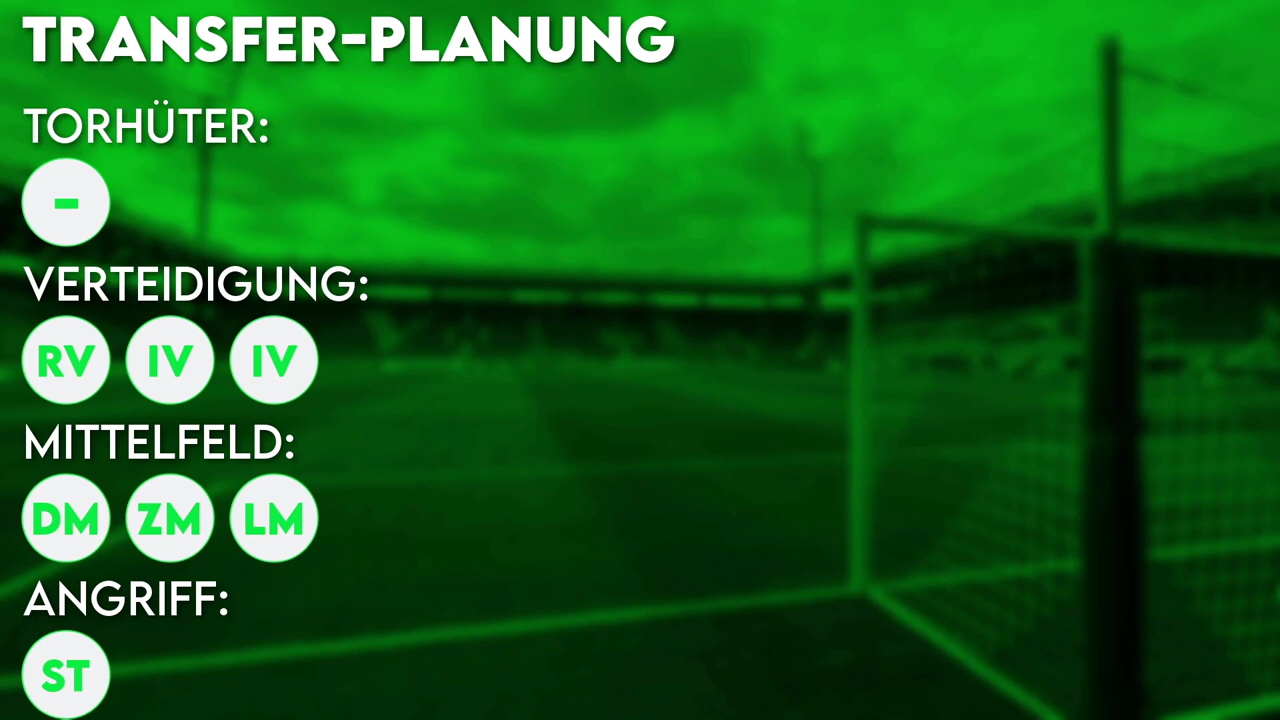 TRANSFER-PLANUNG
TORHÜTER:
-
VERTEIDIGUNG:
RV IV IV
MITTELFELD:
DM ZM LM
ANGRIFF:
ST